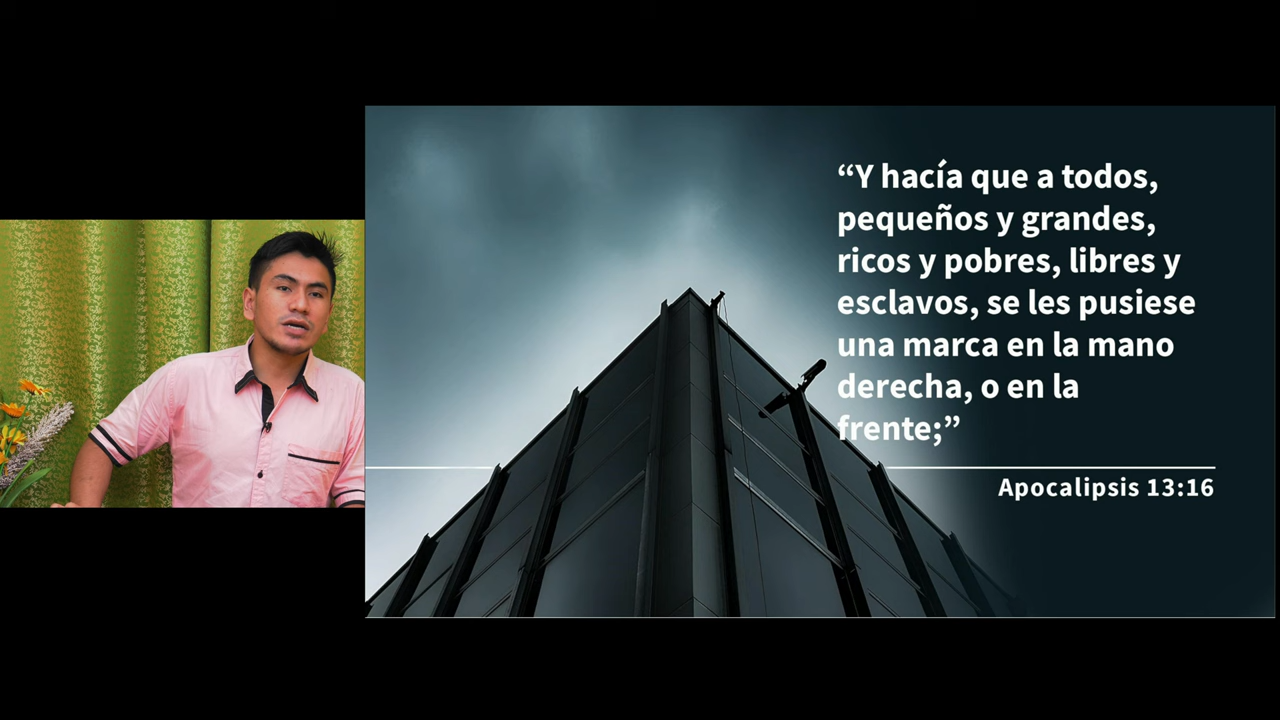 “Y hacía que a todos,
pequeños y grandes,
ricos y pobres, libres y
esclavos, se les pusiese
una marca en la mano
derecha, o en la
frente;”
Apocalipsis 13:16